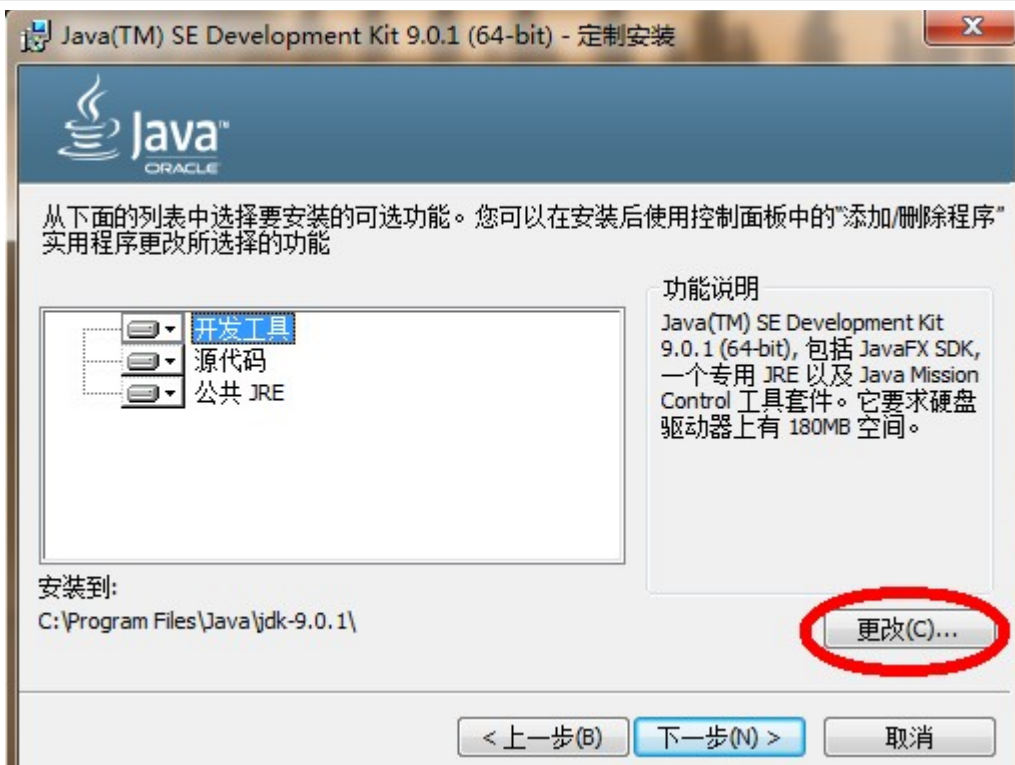 Java(TM) SE Development Kit 9.0.1 (64-bit) - 定制安装
Java™
ORACLE
从下面的列表中选择要安装的可选功能。您可以在安装后使用控制面板中的"添加/删除程序"
实用程序更改所选择的功能
开发工具
源代码
公共 JRE
功能说明
Java(TM) SE Development Kit
9.0.1 (64-bit), 包括 JavaFX SDK,
一个专用 JRE 以及 Java Mission
Control 工具套件。它要求硬盘
驱动器上有 180MB 空间。
安装到:
C:\Program Files\Java\jdk-9.0.1\
更改(C)...
< 上一步(B)
下一步(N) >
取消